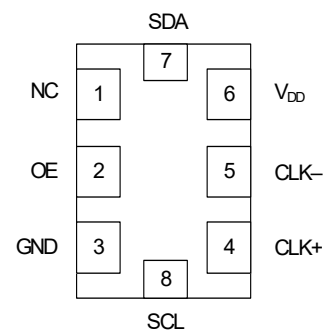 SDA
7
NC 1 6 VDD
OE 2 5 CLK–
GND 3 4 CLK+
8
SCL